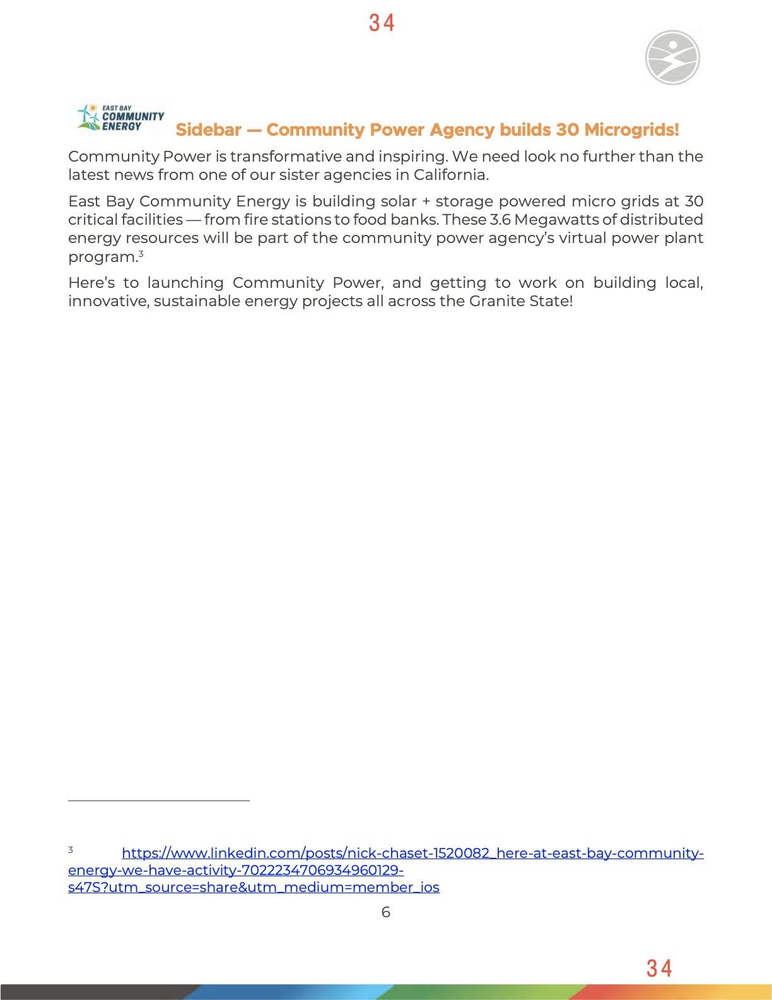 34
EAST BAY
COMMUNITY
ENERGY
Sidebar — Community Power Agency builds 30 Microgrids!
Community Power is transformative and inspiring. We need look no further than the
latest news from one of our sister agencies in California.
East Bay Community Energy is building solar + storage powered micro grids at 30
critical facilities — from fire stations to food banks. These 3.6 Megawatts of distributed
energy resources will be part of the community power agency’s virtual power plant
program.³
Here’s to launching Community Power, and getting to work on building local,
innovative, sustainable energy projects all across the Granite State!
³ https://www.linkedin.com/posts/nick-chaset-1520082_here-at-east-bay-community-
energy-we-have-activity-7022234706934960129-
s47S?utm_source=share&utm_medium=member_ios
6
34